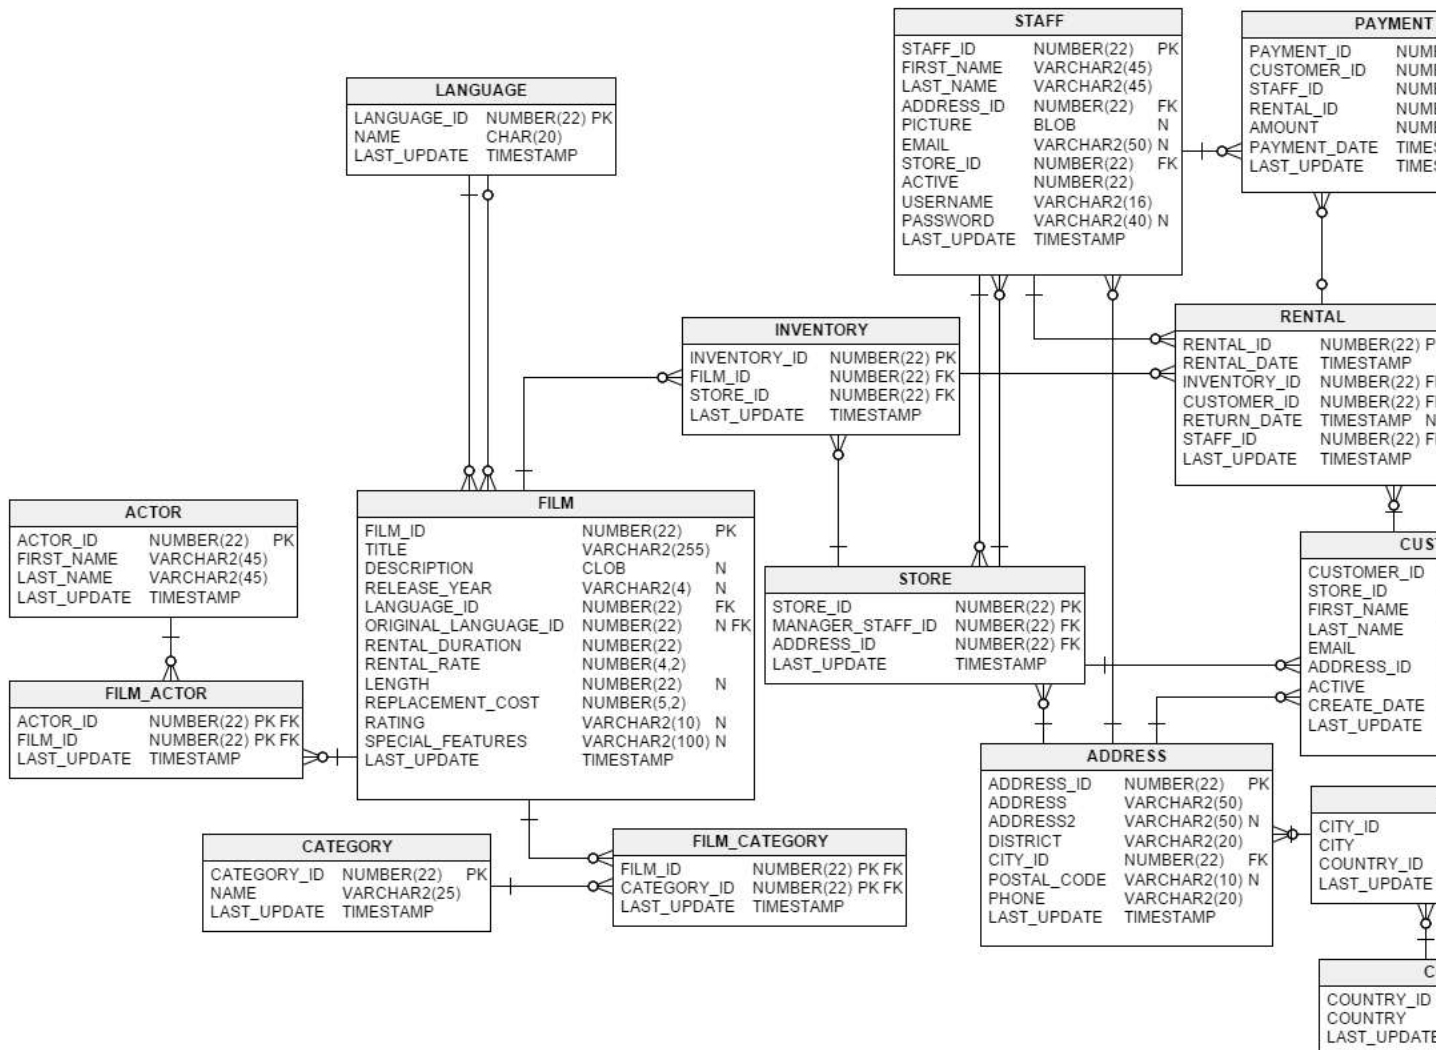 STAFF
STAFF_ID NUMBER(22) PK
FIRST_NAME VARCHAR2(45)
LAST_NAME VARCHAR2(45)
ADDRESS_ID NUMBER(22) FK
PICTURE BLOB N
EMAIL VARCHAR2(50) N
STORE_ID NUMBER(22) FK
ACTIVE NUMBER(22)
USERNAME VARCHAR2(16)
PASSWORD VARCHAR2(40) N
LAST_UPDATE TIMESTAMP
PAYMENT
PAYMENT_ID NUM
CUSTOMER_ID NUM
STAFF_ID NUM
RENTAL_ID NUM
AMOUNT NUM
PAYMENT_DATE TIMES
LAST_UPDATE TIMES
LANGUAGE
LANGUAGE_ID NUMBER(22) PK
NAME CHAR(20)
LAST_UPDATE TIMESTAMP
INVENTORY
INVENTORY_ID NUMBER(22) PK
FILM_ID NUMBER(22) FK
STORE_ID NUMBER(22) FK
LAST_UPDATE TIMESTAMP
RENTAL
RENTAL_ID NUMBER(22) P
RENTAL_DATE TIMESTAMP
INVENTORY_ID NUMBER(22) F
CUSTOMER_ID NUMBER(22) F
RETURN_DATE TIMESTAMP N
STAFF_ID NUMBER(22) F
LAST_UPDATE TIMESTAMP
FILM
FILM_ID NUMBER(22) PK
TITLE VARCHAR2(255)
DESCRIPTION CLOB N
RELEASE_YEAR VARCHAR2(4) N
LANGUAGE_ID NUMBER(22) FK
ORIGINAL_LANGUAGE_ID NUMBER(22) N FK
RENTAL_DURATION NUMBER(22)
RENTAL_RATE NUMBER(4,2)
LENGTH NUMBER(22) N
REPLACEMENT_COST NUMBER(5,2)
RATING VARCHAR2(10) N
SPECIAL_FEATURES VARCHAR2(100) N
LAST_UPDATE TIMESTAMP
ACTOR
ACTOR_ID NUMBER(22) PK
FIRST_NAME VARCHAR2(45)
LAST_NAME VARCHAR2(45)
LAST_UPDATE TIMESTAMP
STORE
STORE_ID NUMBER(22) PK
MANAGER_STAFF_ID NUMBER(22) FK
ADDRESS_ID NUMBER(22) FK
LAST_UPDATE TIMESTAMP
CUST
CUSTOMER_ID
STORE_ID
FIRST_NAME
LAST_NAME
EMAIL
ADDRESS_ID
ACTIVE
CREATE_DATE
LAST_UPDATE
FILM_ACTOR
ACTOR_ID NUMBER(22) PK FK
FILM_ID NUMBER(22) PK FK
LAST_UPDATE TIMESTAMP
ADDRESS
ADDRESS_ID NUMBER(22) PK
ADDRESS VARCHAR2(50)
ADDRESS2 VARCHAR2(50) N
DISTRICT VARCHAR2(20)
CITY_ID NUMBER(22) FK
POSTAL_CODE VARCHAR2(10) N
PHONE VARCHAR2(20)
LAST_UPDATE TIMESTAMP
CITY_ID
CITY
COUNTRY_ID
LAST_UPDATE
CATEGORY
CATEGORY_ID NUMBER(22) PK
NAME VARCHAR2(25)
LAST_UPDATE TIMESTAMP
FILM_CATEGORY
FILM_ID NUMBER(22) PK FK
CATEGORY_ID NUMBER(22) PK FK
LAST_UPDATE TIMESTAMP
C
COUNTRY_ID
COUNTRY
LAST_UPDATE